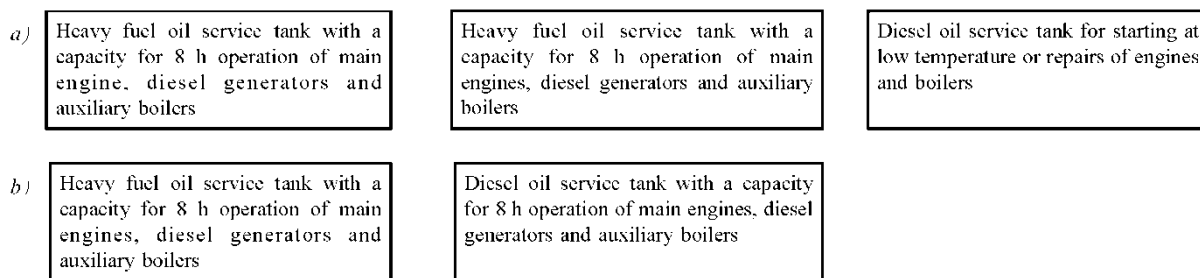 a)
Heavy fuel oil service tank with a
capacity for 8 h operation of main
engine, diesel generators and
auxiliary boilers
Heavy fuel oil service tank with a
capacity for 8 h operation of main
engines, diesel generators and auxiliary
boilers
Diesel oil service tank for starting at
low temperature or repairs of engines
and boilers
b)
Heavy fuel oil service tank with a
capacity for 8 h operation of main
engines, diesel generators and
auxiliary boilers
Diesel oil service tank with a capacity
for 8 h operation of main engines, diesel
generators and auxiliary boilers